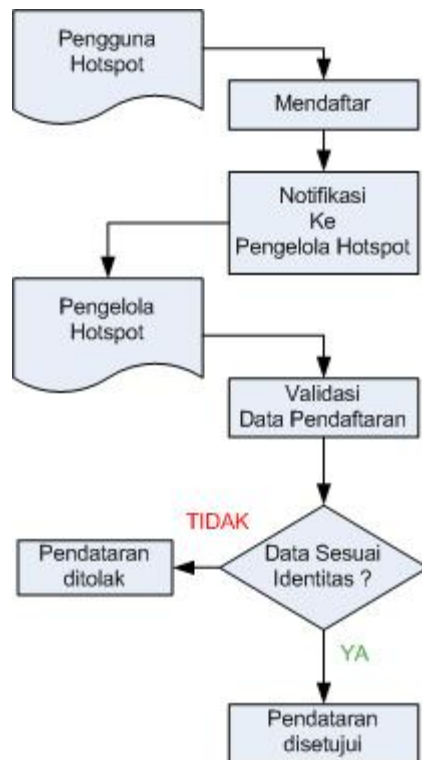 Pengguna
Hotspot
Mendaftar
Notifikasi
Ke
Pengelola Hotspot
Pengelola
Hotspot
Validasi
Data Pendaftaran
TIDAK
Data Sesuai
Identitas ?
Pendataran
ditolak
YA
Pendataran
disetujui